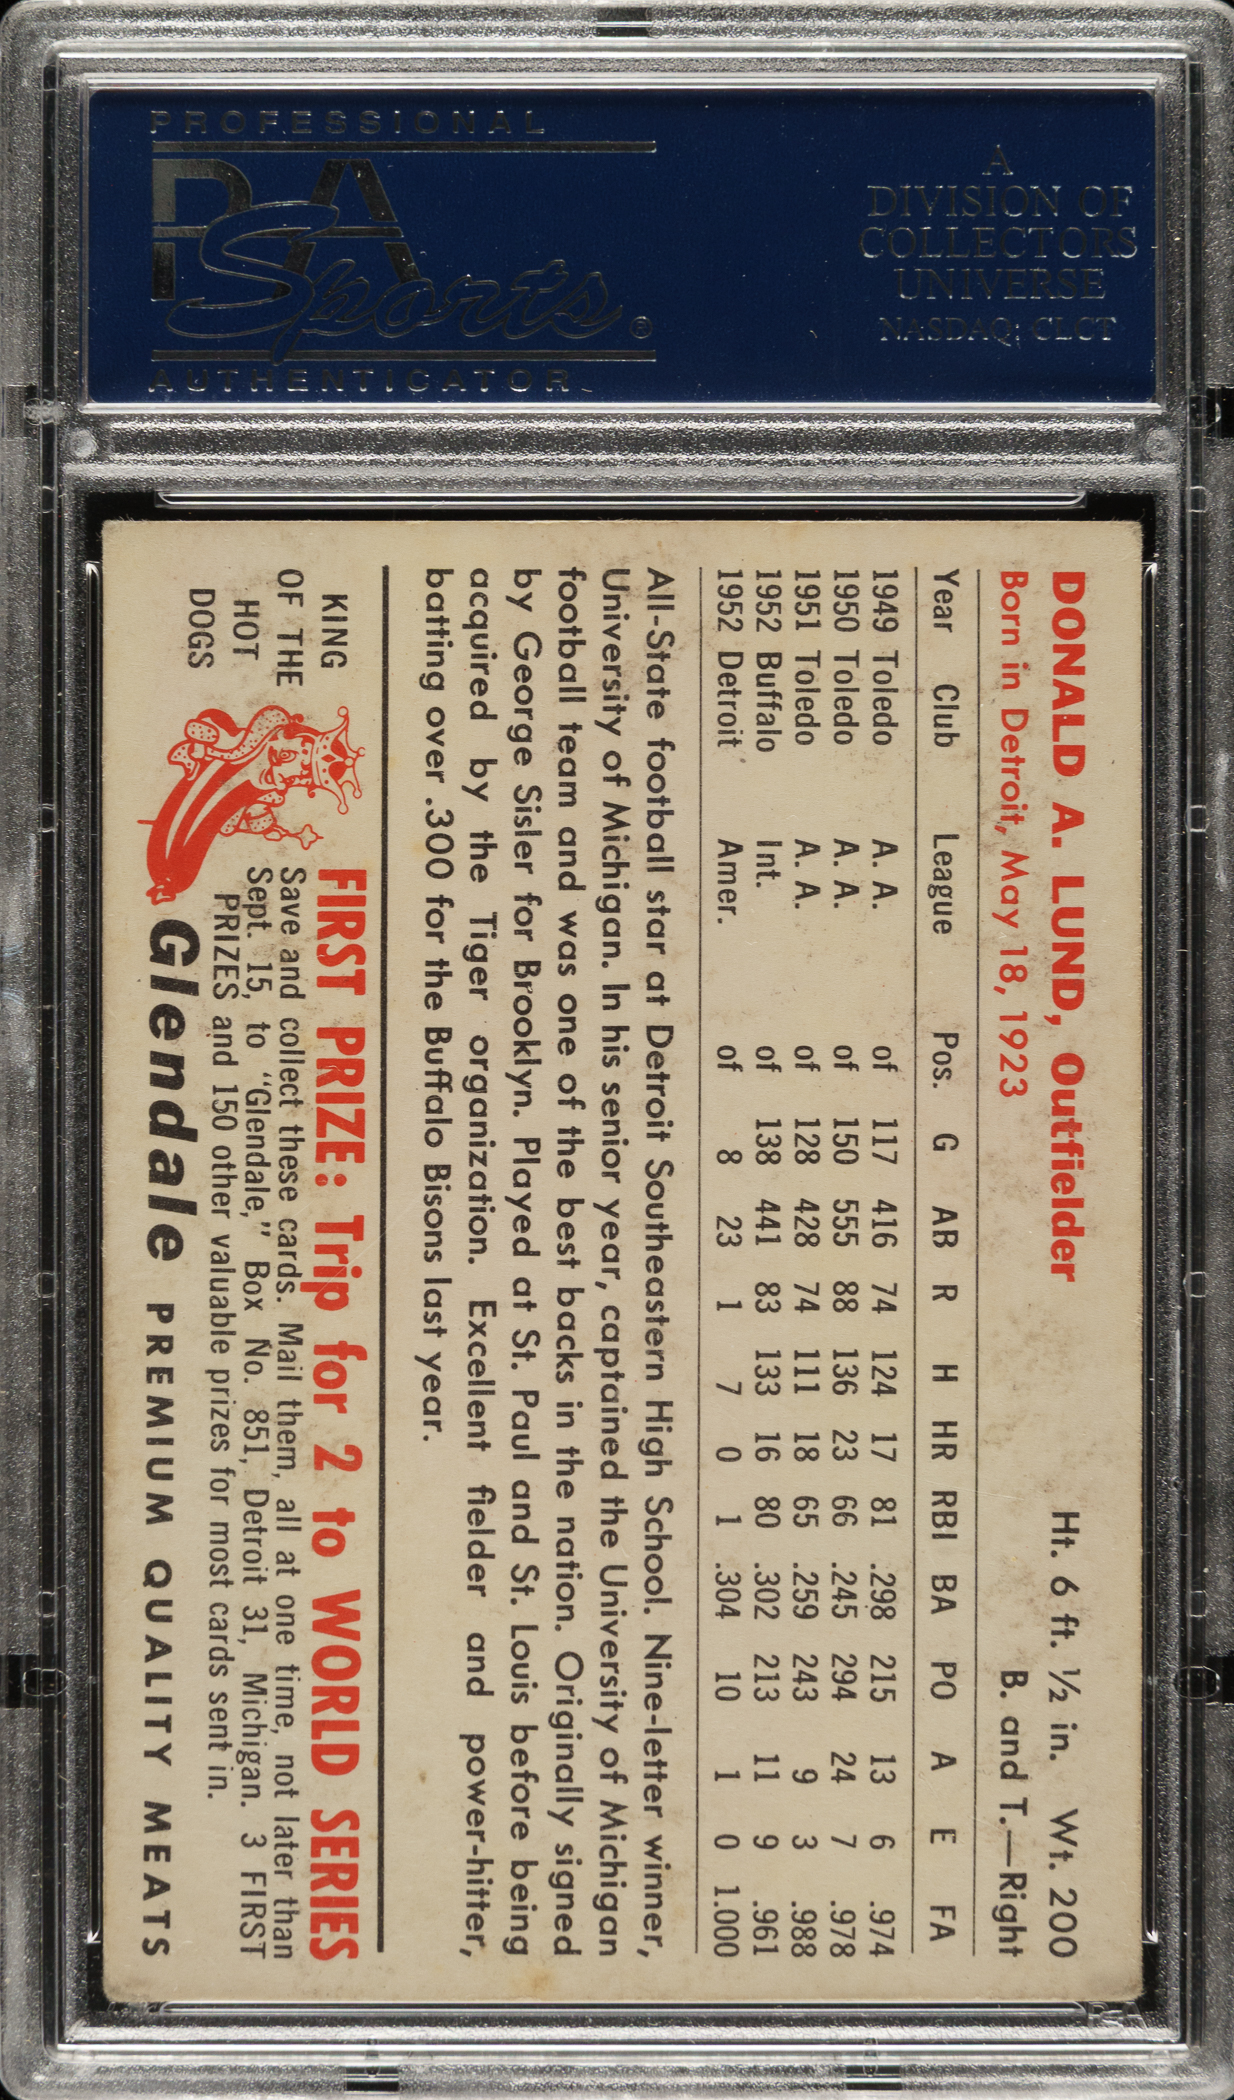 PROFESSIONAL
PSA
Sports®
AUTHENTICATOR
A
DIVISION OF
COLLECTORS
UNIVERSE
NASDAQ: CLCT
DONALD A. LUND, Outfielder Ht. 6 ft. ½ in. Wt. 200
Born in Detroit, May 18, 1923 B. and T.—Right
Year Club League Pos. G AB R H HR RBI BA PO A E FA
1949 Toledo A. A. of 117 416 74 124 17 81 .298 215 13 6 .974
1950 Toledo A. A. of 150 555 88 136 23 66 .245 294 24 7 .978
1951 Toledo A. A. of 128 428 74 111 18 65 .259 243 9 3 .988
1952 Buffalo Int. of 138 441 83 133 16 80 .302 213 11 9 .961
1952 Detroit Amer. of 8 23 1 7 0 1 .304 10 1 0 1.000
All-State football star at Detroit Southeastern High School. Nine-letter winner,
University of Michigan. In his senior year, captained the University of Michigan
football team and was one of the best backs in the nation. Originally signed
by George Sisler for Brooklyn. Played at St. Paul and St. Louis before being
acquired by the Tiger organization. Excellent fielder and power-hitter,
batting over .300 for the Buffalo Bisons last year.
KING
OF THE
HOT
DOGS
FIRST PRIZE: Trip for 2 to WORLD SERIES
Save and collect these cards. Mail them, all at one time, not later than
Sept. 15, to "Glendale," Box No. 851, Detroit 31, Michigan. 3 FIRST
PRIZES and 150 other valuable prizes for most cards sent in.
Glendale PREMIUM QUALITY MEATS
PSA